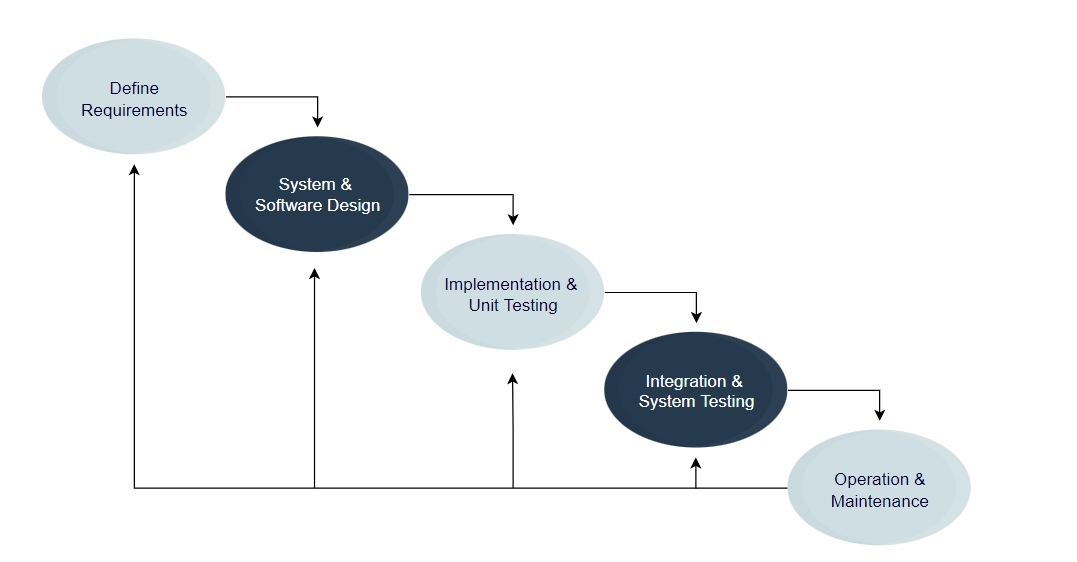 Define
Requirements
System &
Software Design
Implementation &
Unit Testing
Integration &
System Testing
Operation &
Maintenance